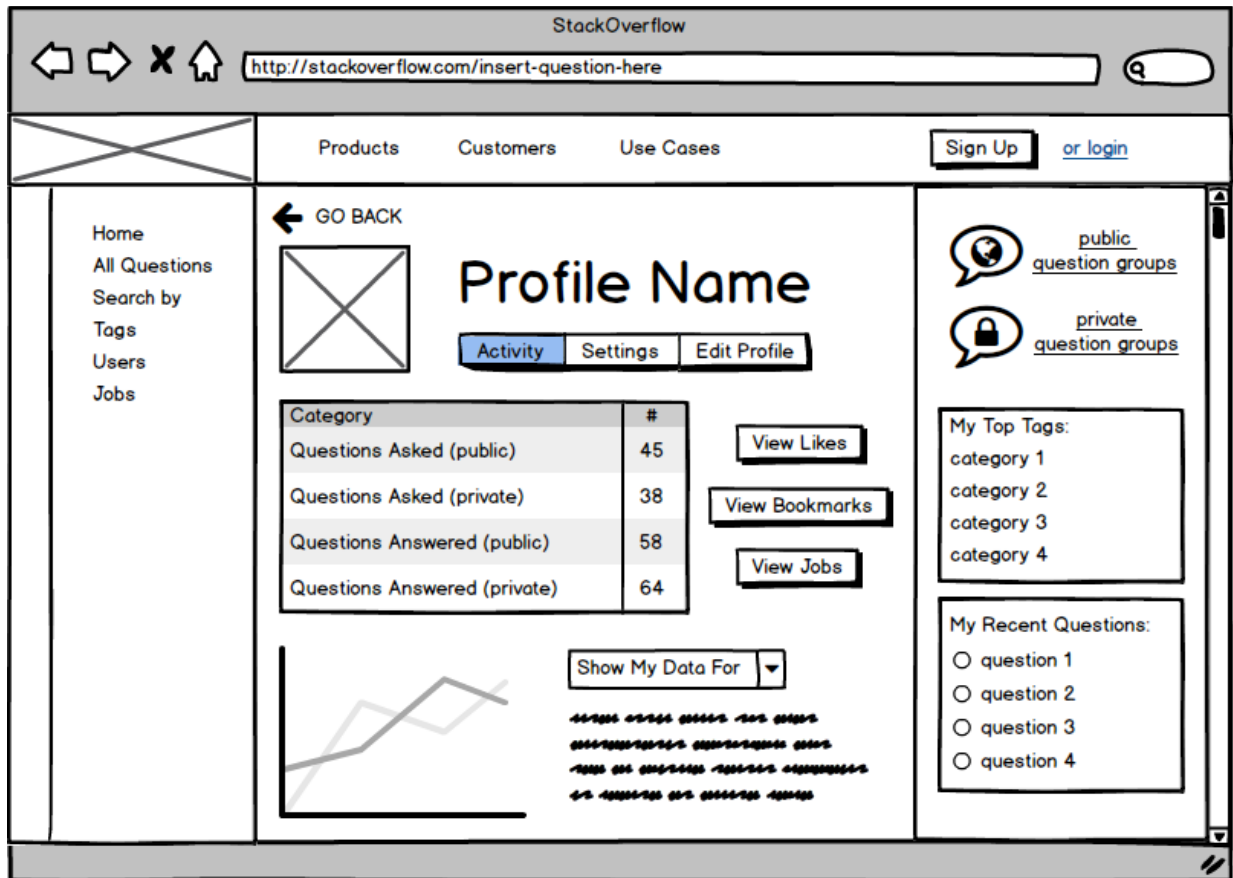 StackOverflow
http://stackoverflow.com/insert-question-here
Products Customers Use Cases Sign Up or login
Home
All Questions
Search by
Tags
Users
Jobs
GO BACK
Profile Name
Activity Settings Edit Profile
Category #
Questions Asked (public) 45
Questions Asked (private) 38
Questions Answered (public) 58
Questions Answered (private) 64
View Likes
View Bookmarks
View Jobs
Show My Data For
public
question groups
private
question groups
My Top Tags:
category 1
category 2
category 3
category 4
My Recent Questions:
question 1
question 2
question 3
question 4